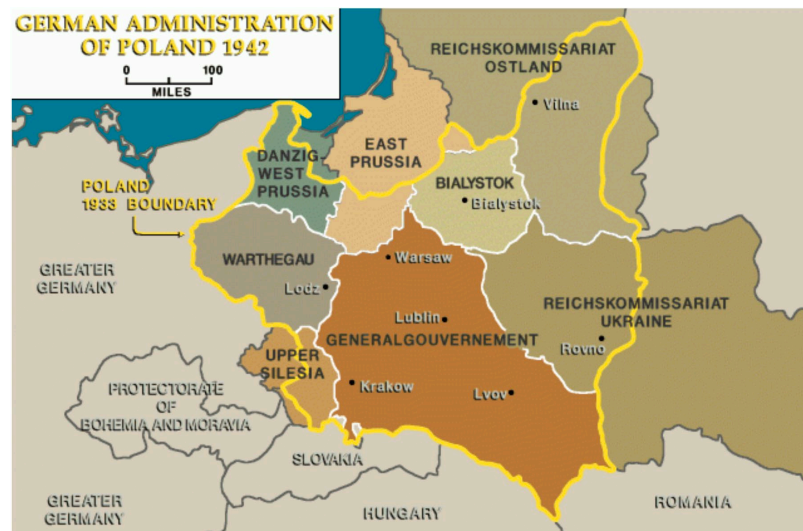 GERMAN ADMINISTRATION
OF POLAND 1942
0 100
MILES
REICHSKOMMISSARIAT
OSTLAND
Vilna
EAST
PRUSSIA
DANZIG
WEST
PRUSSIA
POLAND
1933 BOUNDARY
BIALYSTOK
Bialystok
WARTHEGAU
Warsaw
GREATER
GERMANY
Lodz
REICHSKOMMISSARIAT
UKRAINE
Lublin
GENERALGOUVERNEMENT
Rovno
UPPER
SILESIA
Krakow
Lvov
PROTECTORATE
OF
BOHEMIA AND MORAVIA
SLOVAKIA
GREATER
GERMANY
HUNGARY
ROMANIA